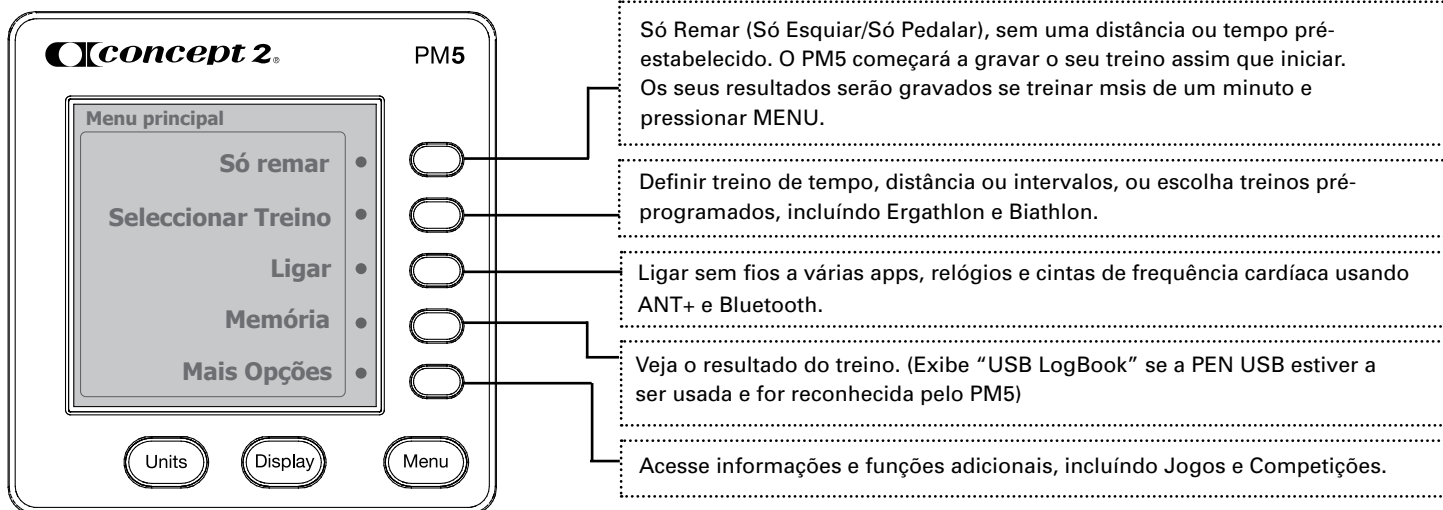 concept 2®
PM5
Menu principal
Só remar
Seleccionar Treino
Ligar
Memória
Mais Opções
Units
Display
Menu
Só Remar (Só Esquiar/Só Pedalar), sem uma distância ou tempo pré-
estabelecido. O PM5 começará a gravar o seu treino assim que iniciar.
Os seus resultados serão gravados se treinar msis de um minuto e
pressionar MENU.
Definir treino de tempo, distância ou intervalos, ou escolha treinos pré-
programados, incluíndo Ergathlon e Biathlon.
Ligar sem fios a várias apps, relógios e cintas de frequência cardíaca usando
ANT+ e Bluetooth.
Veja o resultado do treino. (Exibe “USB LogBook” se a PEN USB estiver a
ser usada e for reconhecida pelo PM5)
Acesse informações e funções adicionais, incluíndo Jogos e Competições.